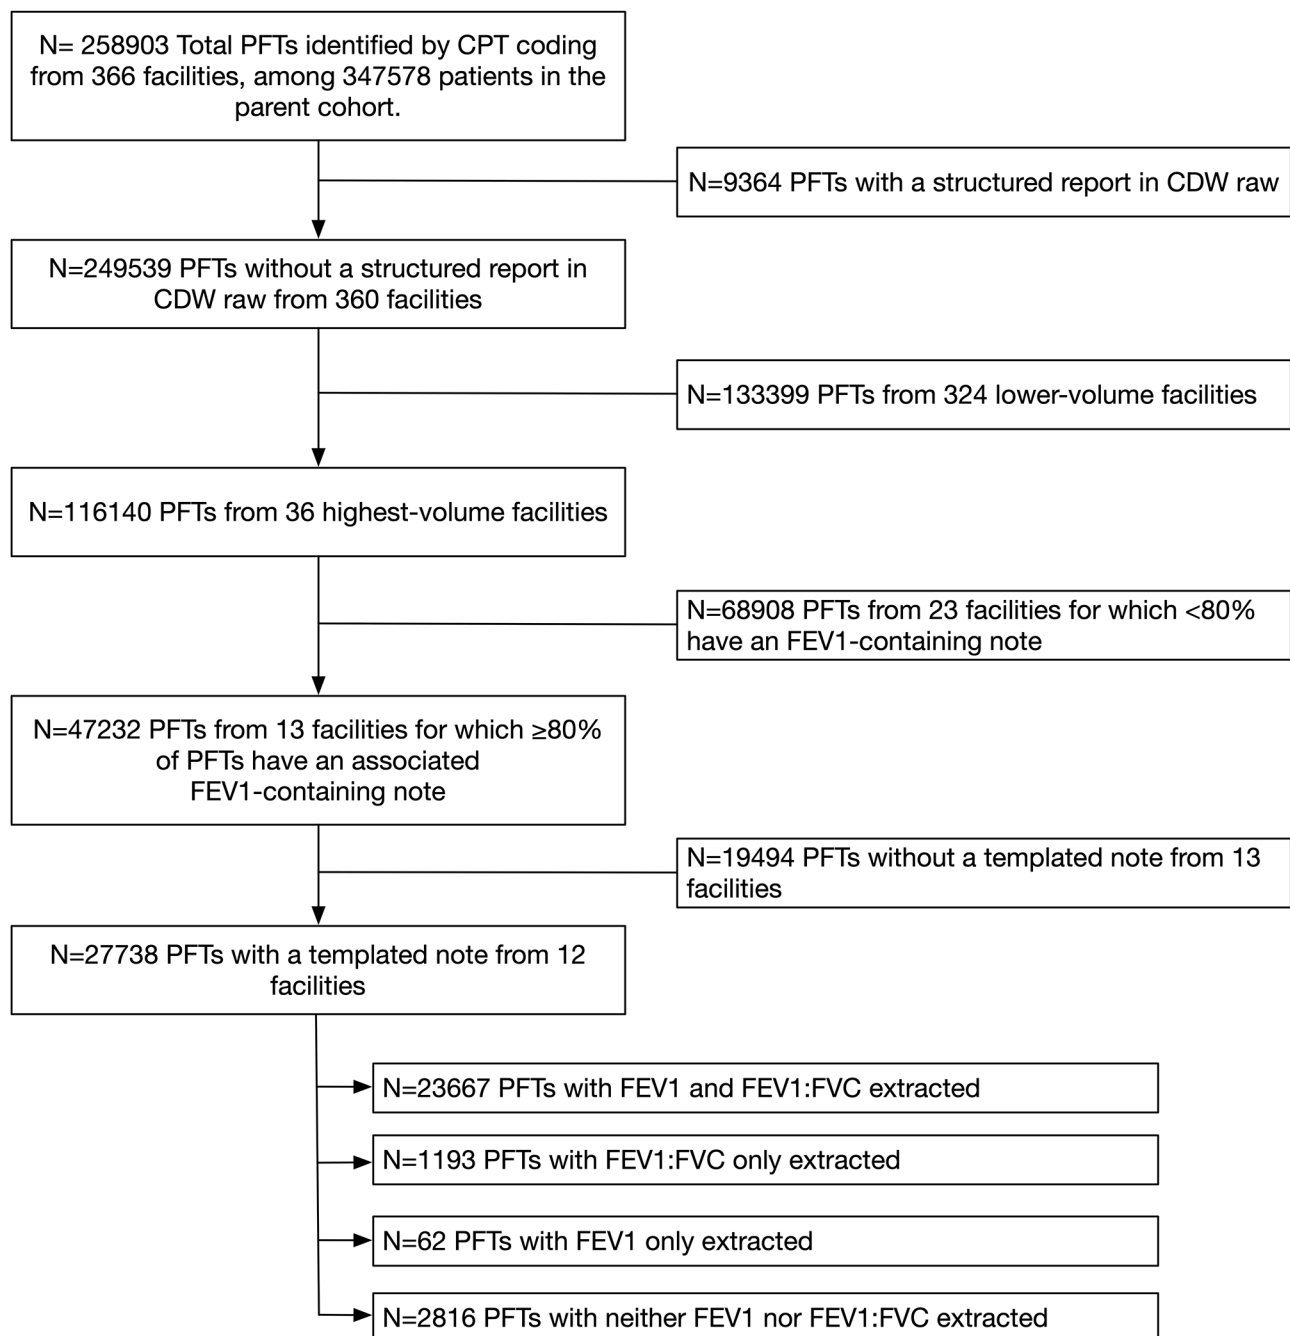 N= 258903 Total PFTs identified by CPT coding
from 366 facilities, among 347578 patients in the
parent cohort.
N=9364 PFTs with a structured report in CDW raw
N=249539 PFTs without a structured report in
CDW raw from 360 facilities
N=133399 PFTs from 324 lower-volume facilities
N=116140 PFTs from 36 highest-volume facilities
N=68908 PFTs from 23 facilities for which <80%
have an FEV1-containing note
N=47232 PFTs from 13 facilities for which ≥80%
of PFTs have an associated
FEV1-containing note
N=19494 PFTs without a templated note from 13
facilities
N=27738 PFTs with a templated note from 12
facilities
N=23667 PFTs with FEV1 and FEV1:FVC extracted
N=1193 PFTs with FEV1:FVC only extracted
N=62 PFTs with FEV1 only extracted
N=2816 PFTs with neither FEV1 nor FEV1:FVC extracted